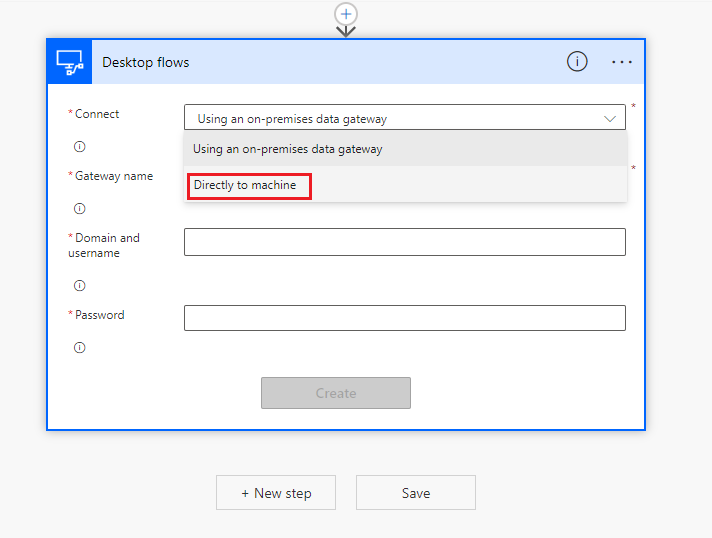 Desktop flows
* Connect
Using an on-premises data gateway
*
Using an on-premises data gateway
* Gateway name
*
Directly to machine
* Domain and
username
* Password
Create
+ New step
Save